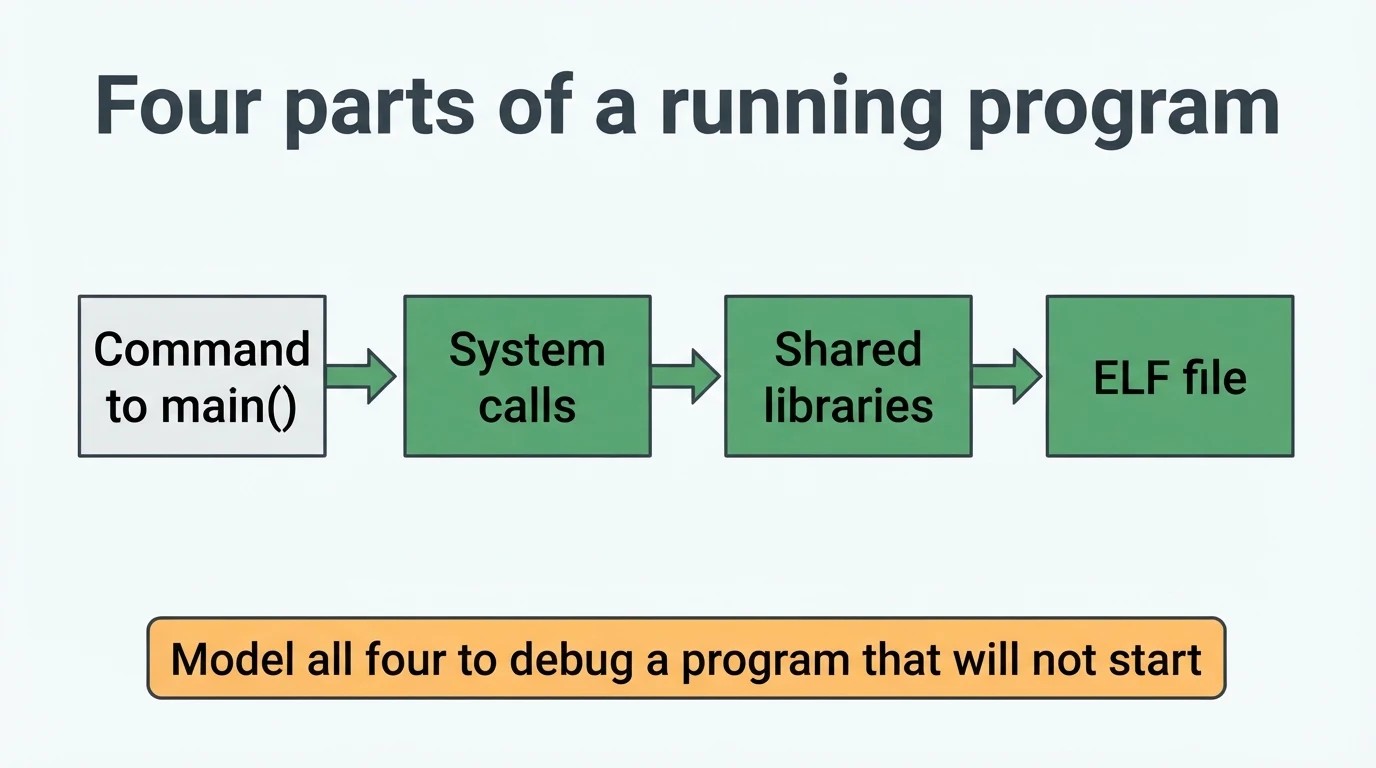 Four parts of a running program
Command
to main()
System
calls
Shared
libraries
ELF file
Model all four to debug a program that will not start